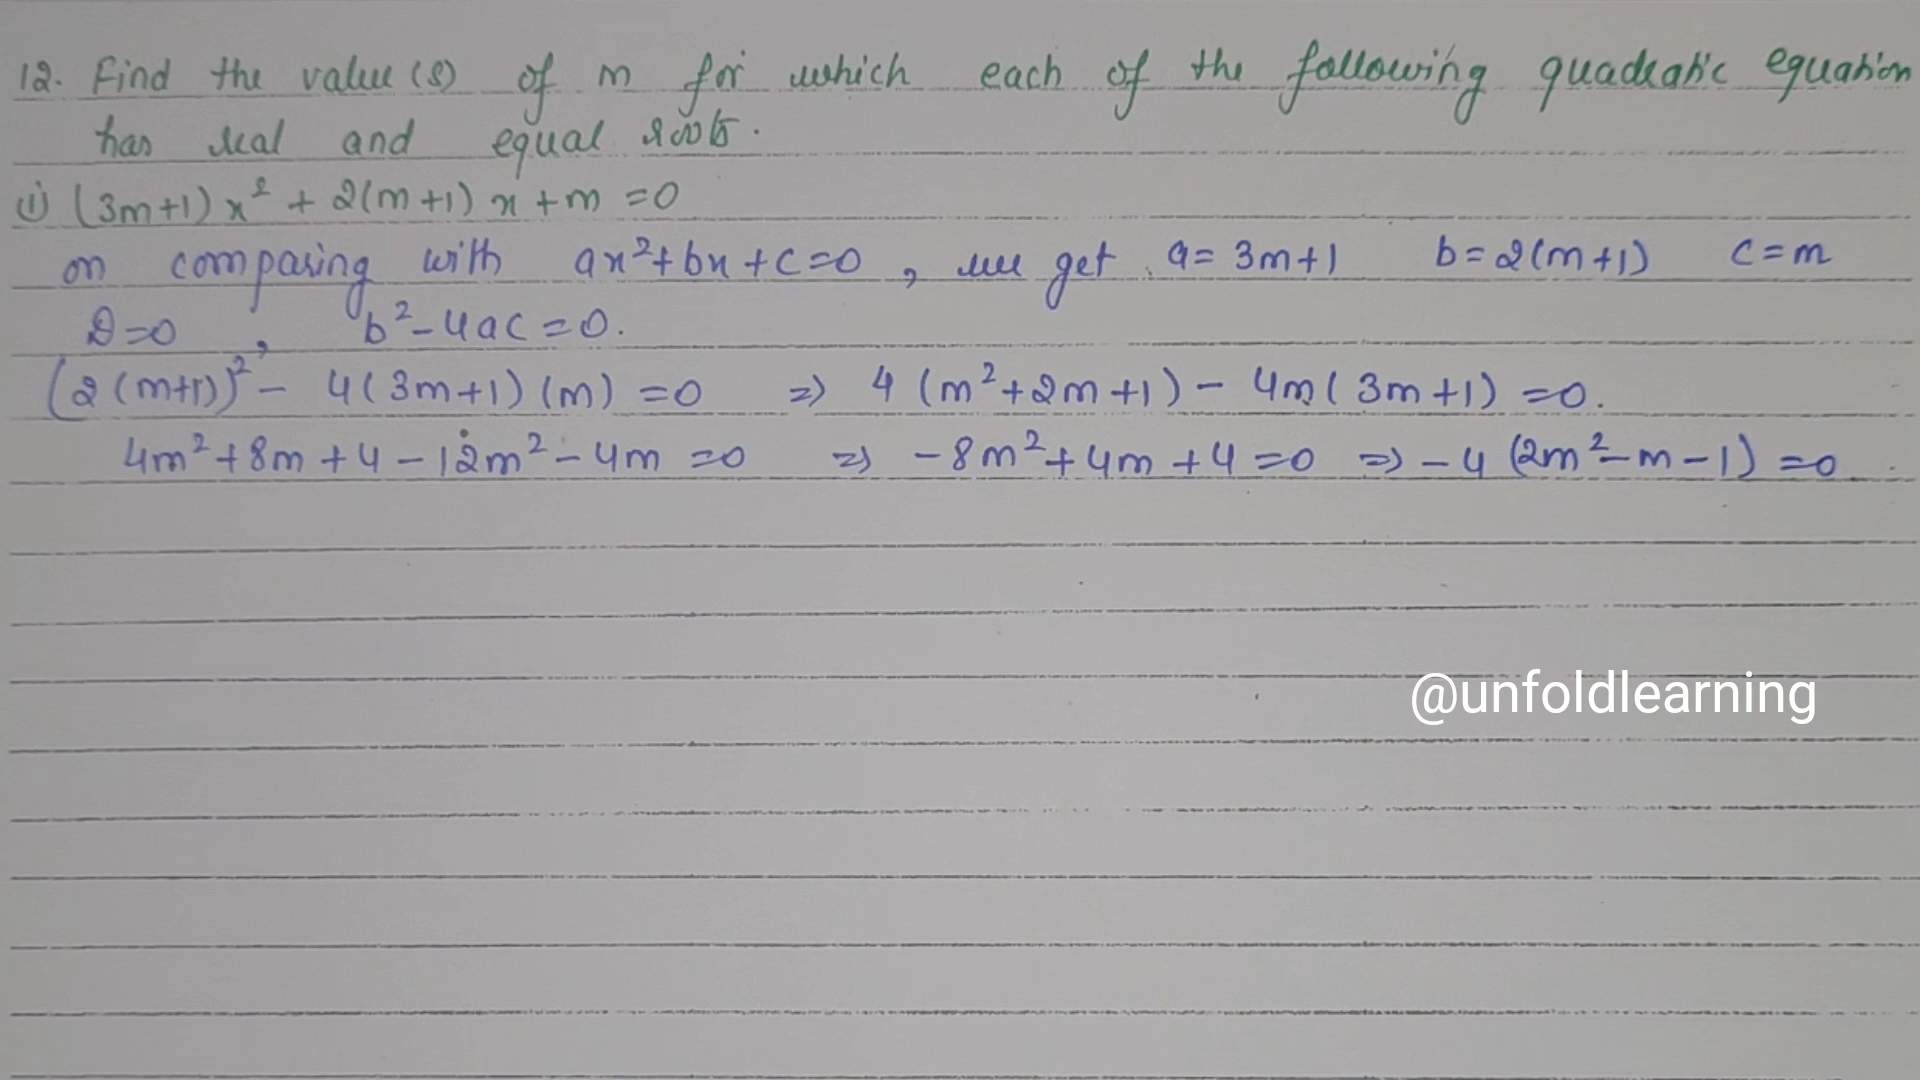 12. Find the value(s) of m for which each of the following quadratic equation
has real and equal roots.
(i) (3m+1)x² + 2(m+1)x+m=0
on comparing with ax²+bx+c=0, we get a=3m+1 b=2(m+1) c=m
D=0, b²-4ac=0.
(2(m+1))² - 4(3m+1)(m)=0 ⇒ 4(m²+2m+1) - 4m(3m+1)=0.
4m²+8m+4-12m²-4m=0 ⇒ -8m²+4m+4=0 ⇒ -4(2m²-m-1)=0
@unfoldlearning